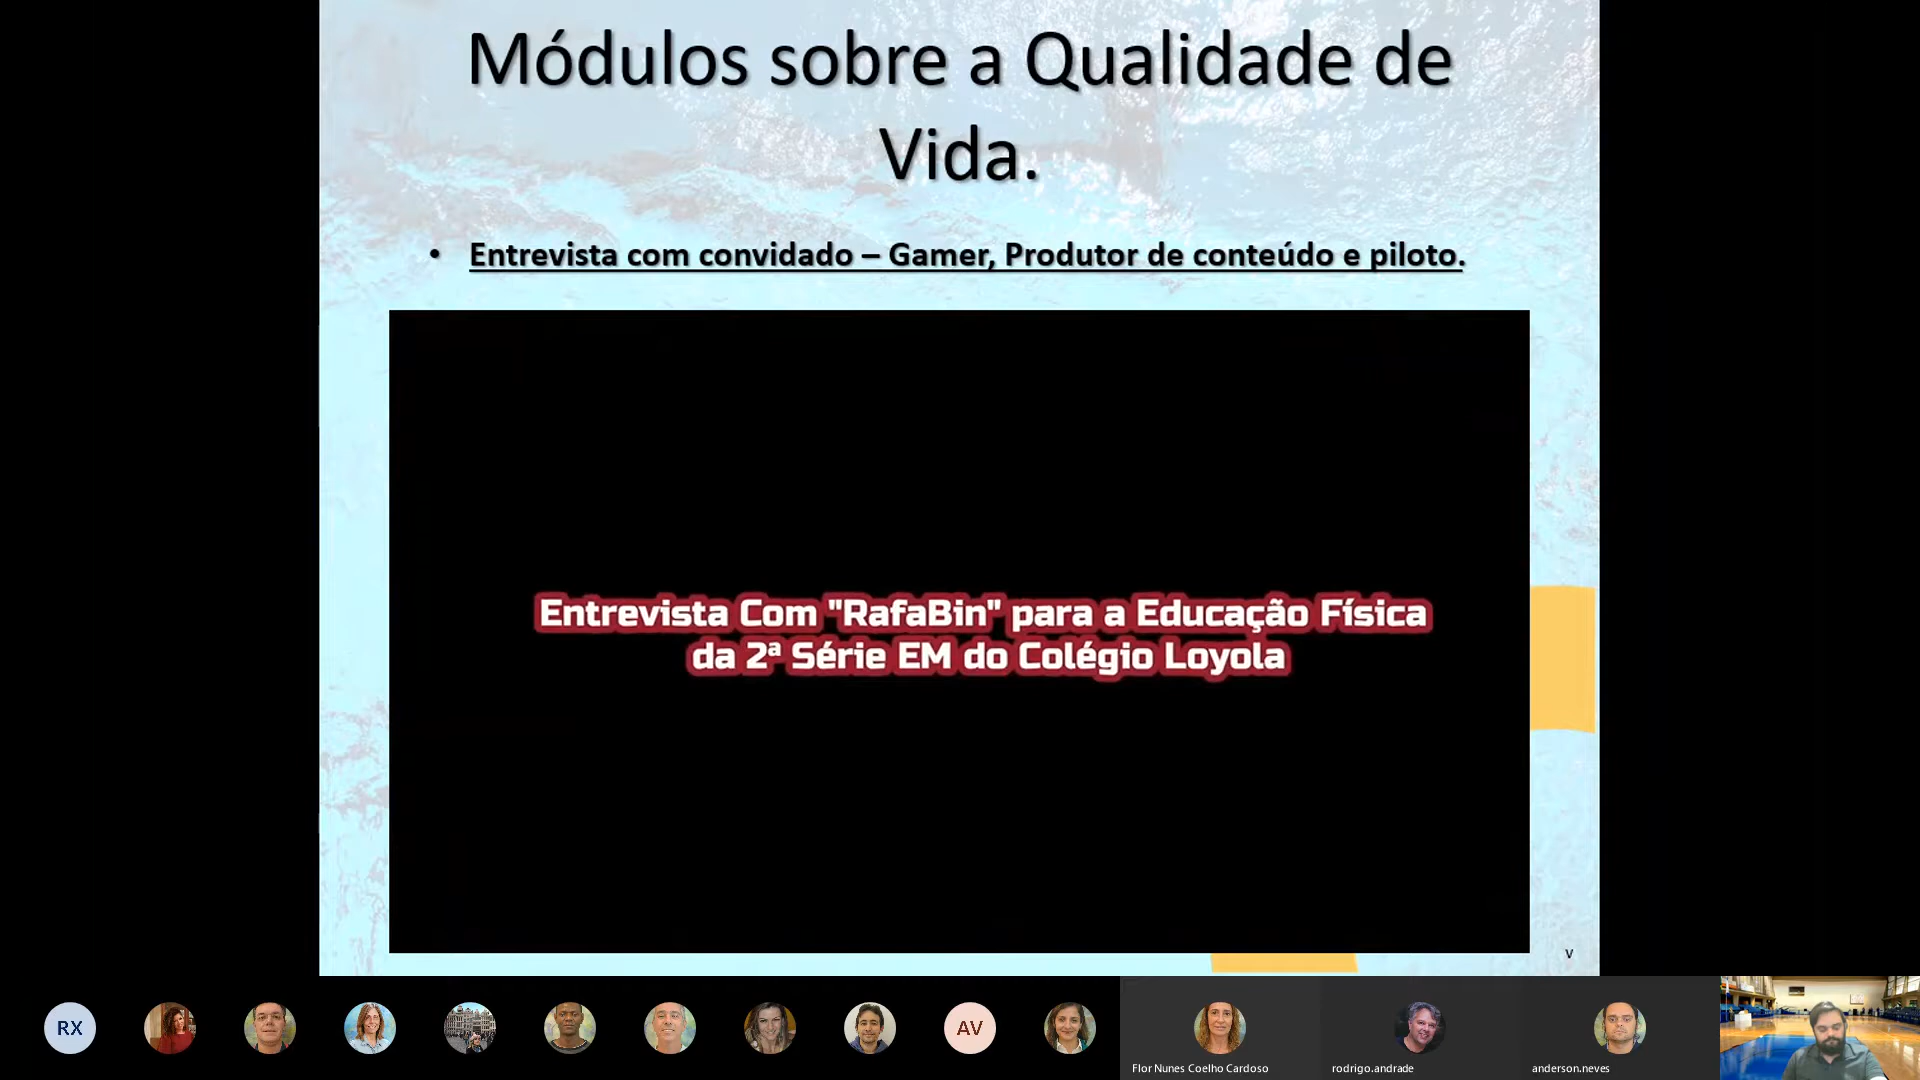 Módulos sobre a Qualidade de
Vida.
• Entrevista com convidado – Gamer, Produtor de conteúdo e piloto.
Entrevista Com "RafaBin" para a Educação Física
da 2ª Série EM do Colégio Loyola
v
RX
AV
Flor Nunes Coelho Cardoso
rodrigo.andrade
anderson.neves